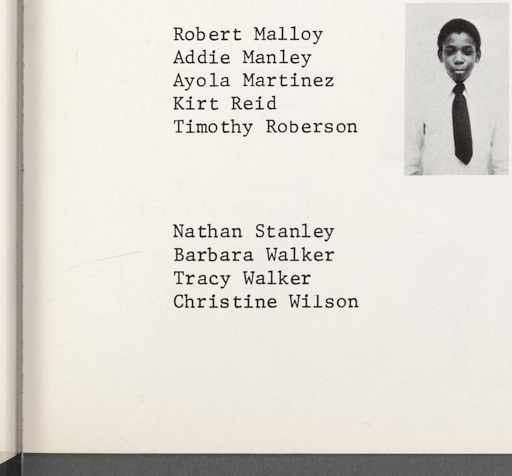 Robert Malloy
Addie Manley
Ayola Martinez
Kirt Reid
Timothy Roberson
Nathan Stanley
Barbara Walker
Tracy Walker
Christine Wilson